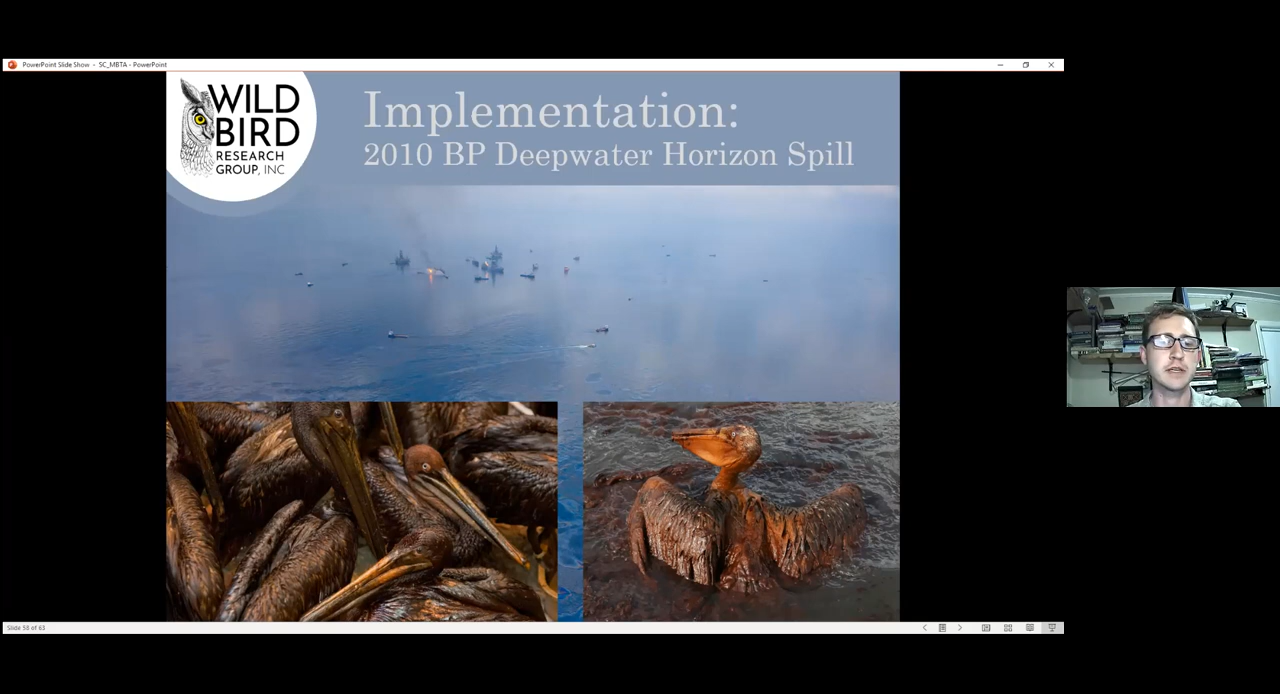 PowerPoint Slide Show - SC_MBTA - PowerPoint
WILD
BIRD
RESEARCH
GROUP, INC
Implementation:
2010 BP Deepwater Horizon Spill
Slide 58 of 63